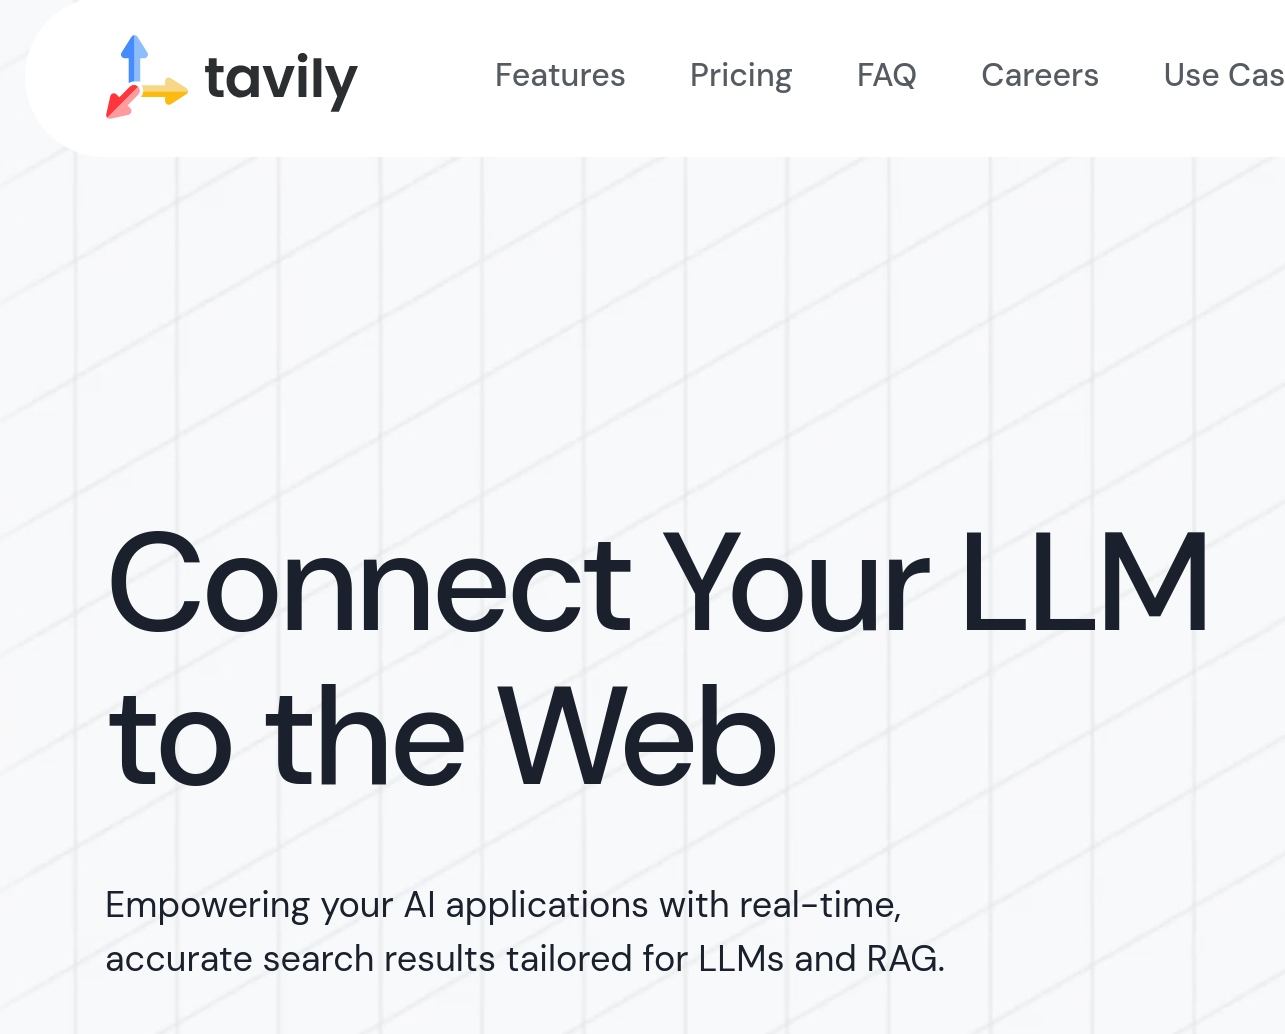 tavily
Features Pricing FAQ Careers Use Cas
Connect Your LLM
to the Web
Empowering your AI applications with real-time,
accurate search results tailored for LLMs and RAG.